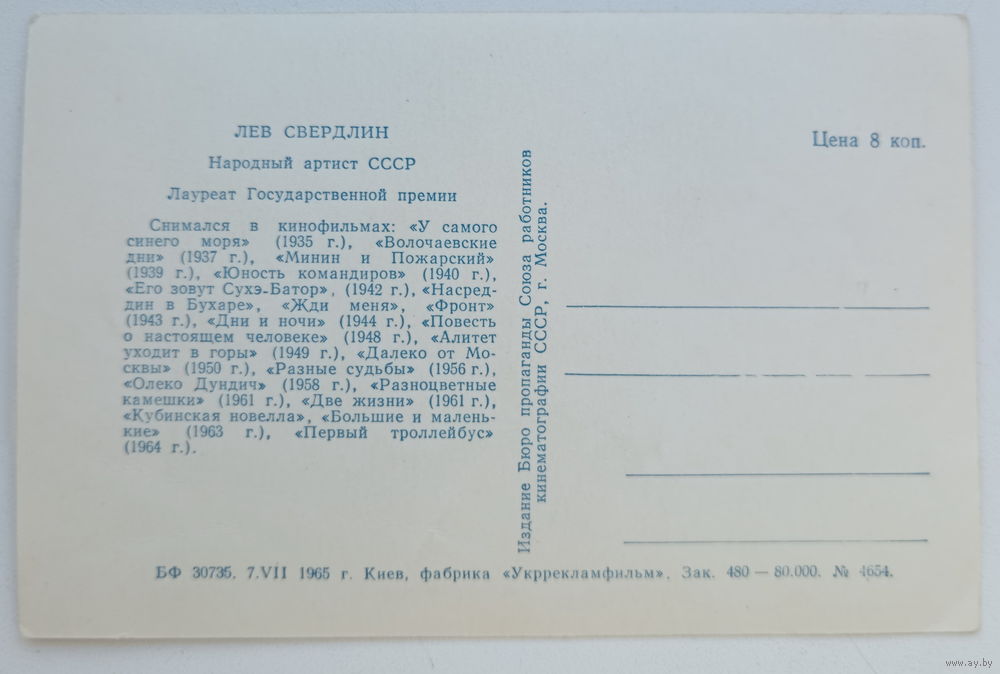 ЛЕВ СВЕРДЛИН
Народный артист СССР
Лауреат Государственной премии
Снимался в кинофильмах: «У самого
синего моря» (1935 г.), «Волочаевские
дни» (1937 г.), «Минин и Пожарский»
(1939 г.), «Юность командиров» (1940 г.),
«Его зовут Сухэ-Батор», (1942 г.), «Насред-
дин в Бухаре», «Жди меня», «Фронт»
(1943 г.), «Дни и ночи» (1944 г.), «Повесть
о настоящем человеке» (1948 г.), «Алитет
уходит в горы» (1949 г.), «Далеко от Мо-
сквы» (1950 г.), «Разные судьбы» (1956 г.),
«Олеко Дундич» (1958 г.), «Разноцветные
камешки» (1961 г.), «Две жизни» (1961 г.),
«Кубинская новелла», «Большие и малень-
кие» (1963 г.), «Первый троллейбус»
(1964 г.).
Издание Бюро пропаганды Союза работников
кинематографии СССР, г. Москва.
Цена 8 коп.
БФ 30735. 7.VII 1965 г. Киев, фабрика «Укррекламфильм». Зак. 480 — 80.000. № 4654.
www.ay.by